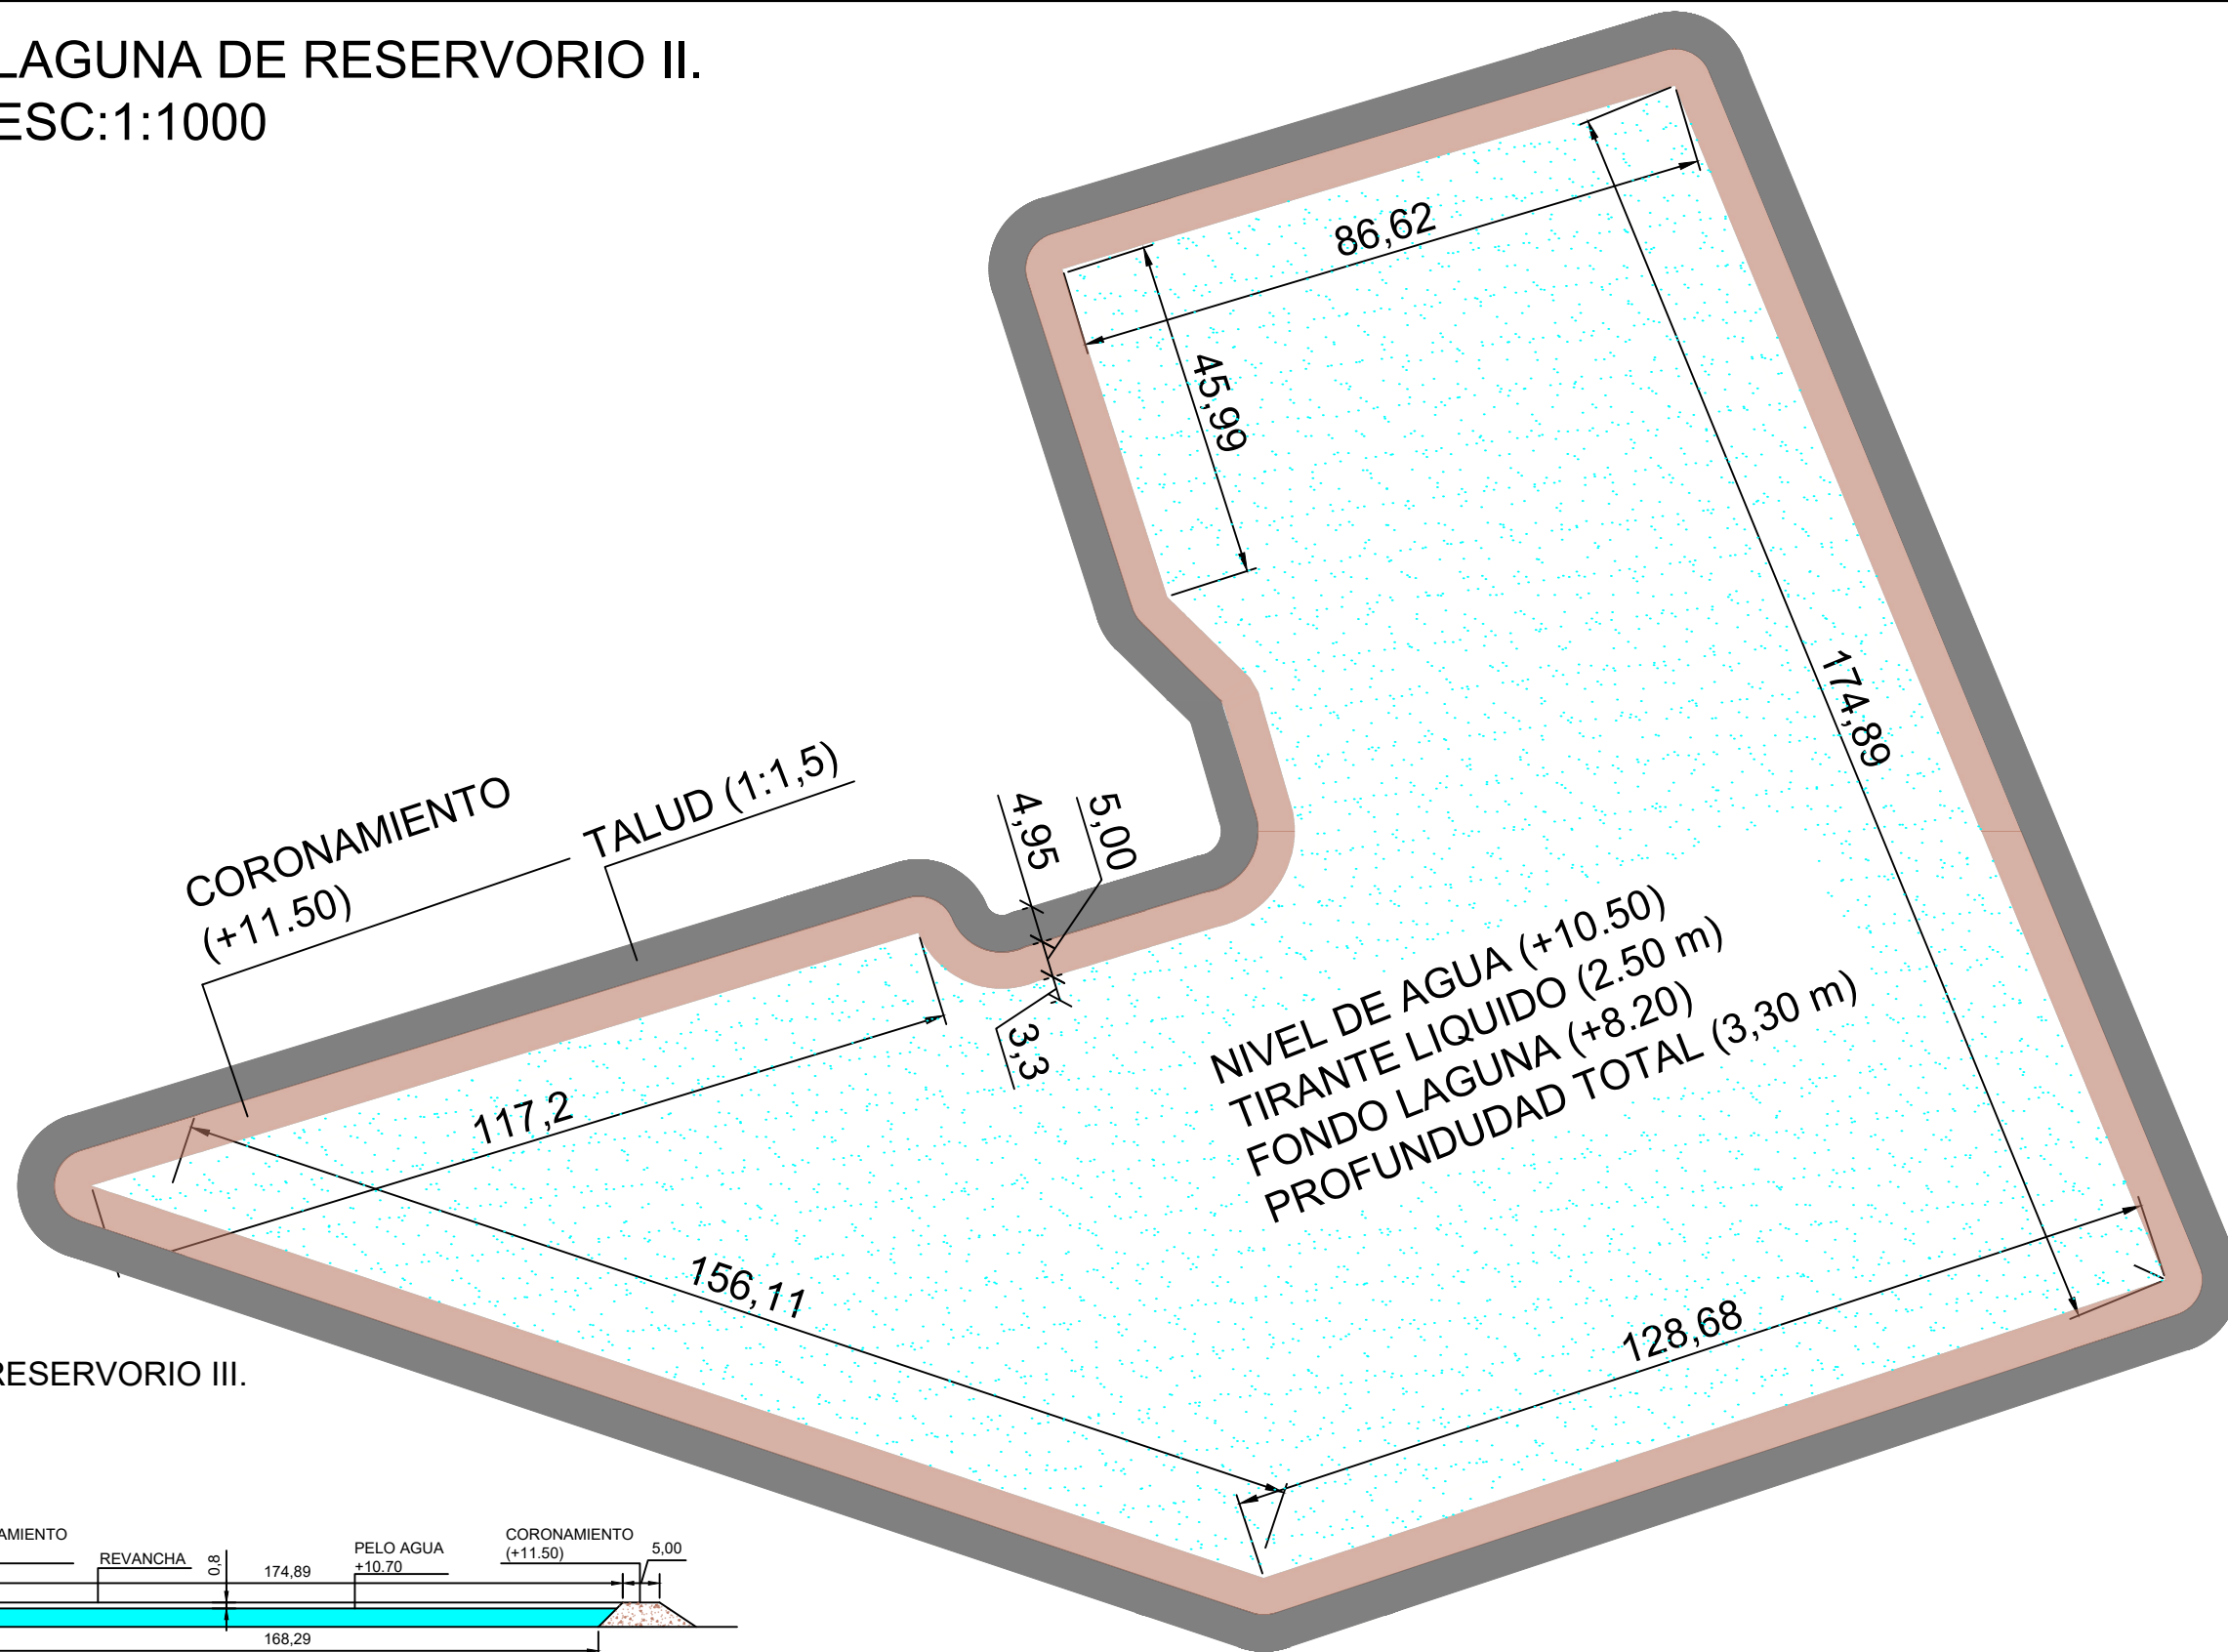 LAGUNA DE RESERVORIO II.
ESC:1:1000
86,62
45,99
174,89
CORONAMIENTO
(+11.50)
TALUD (1:1,5)
4,95
5,00
3,3
NIVEL DE AGUA (+10.50)
TIRANTE LIQUIDO (2.50 m)
FONDO LAGUNA (+8.20)
PROFUNDUDAD TOTAL (3,30 m)
117,2
156,11
128,68
RESERVORIO III.
AMIENTO
REVANCHA
0,8
174,89
PELO AGUA
+10.70
CORONAMIENTO
(+11.50)
5,00
168,29